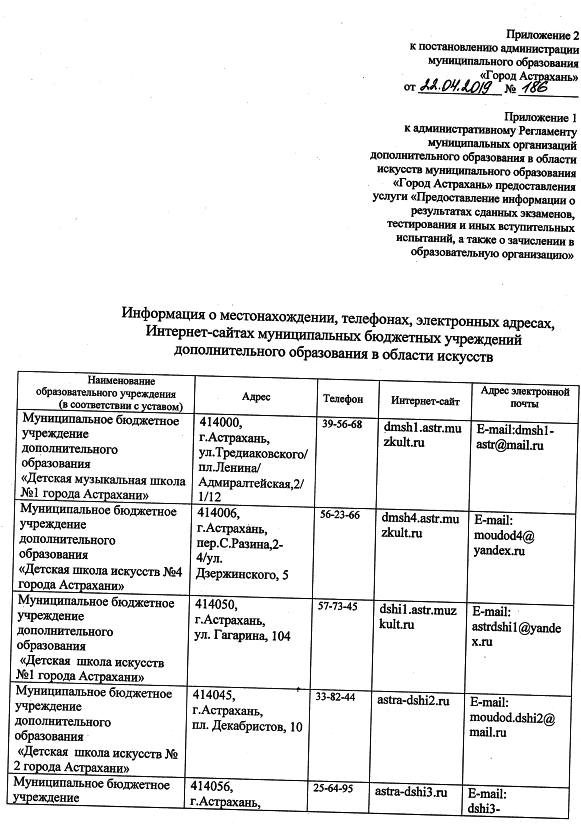 Приложение 2
к постановлению администрации
муниципального образования
«Город Астрахань»
от 22.04.2019 № 186
Приложение 1
к административному Регламенту
муниципальных организаций
дополнительного образования в области
искусств муниципального образования
«Город Астрахань» предоставления
услуги «Предоставление информации о
результатах сданных экзаменов,
тестирования и иных вступительных
испытаний, а также о зачислении в
образовательную организацию»
Информация о местонахождении, телефонах, электронных адресах,
Интернет-сайтах муниципальных бюджетных учреждений
дополнительного образования в области искусств
Наименование
образовательного учреждения
(в соответствии с уставом)
Адрес
Телефон
Интернет-сайт
Адрес электронной
почты
Муниципальное бюджетное
учреждение
дополнительного
образования
«Детская музыкальная школа
№1 города Астрахани»
414000,
г.Астрахань,
ул.Тредиаковского/
пл.Ленина/
Адмиралтейская,2/
1/12
39-56-68
dmsh1.astr.mu
zkult.ru
E-mail:dmsh1-
astr@mail.ru
Муниципальное бюджетное
учреждение
дополнительного
образования
«Детская школа искусств №4
города Астрахани»
414006,
г.Астрахань,
пер.С.Разина,2-
4/ул.
Дзержинского, 5
56-23-66
dmsh4.astr.mu
zkult.ru
E-mail:
moudod4@
yandex.ru
Муниципальное бюджетное
учреждение
дополнительного
образования
«Детская школа искусств
№1 города Астрахани»
414050,
г.Астрахань,
ул. Гагарина, 104
57-73-45
dshi1.astr.muz
kult.ru
E-mail:
astrdshi1@yande
x.ru
Муниципальное бюджетное
учреждение
дополнительного
образования
«Детская школа искусств №
2 города Астрахани»
414045,
г.Астрахань,
пл. Декабристов, 10
33-82-44
astra-dshi2.ru
E-mail:
moudod.dshi2@
mail.ru
Муниципальное бюджетное
учреждение
414056,
г.Астрахань,
25-64-95
astra-dshi3.ru
E-mail:
dshi3-